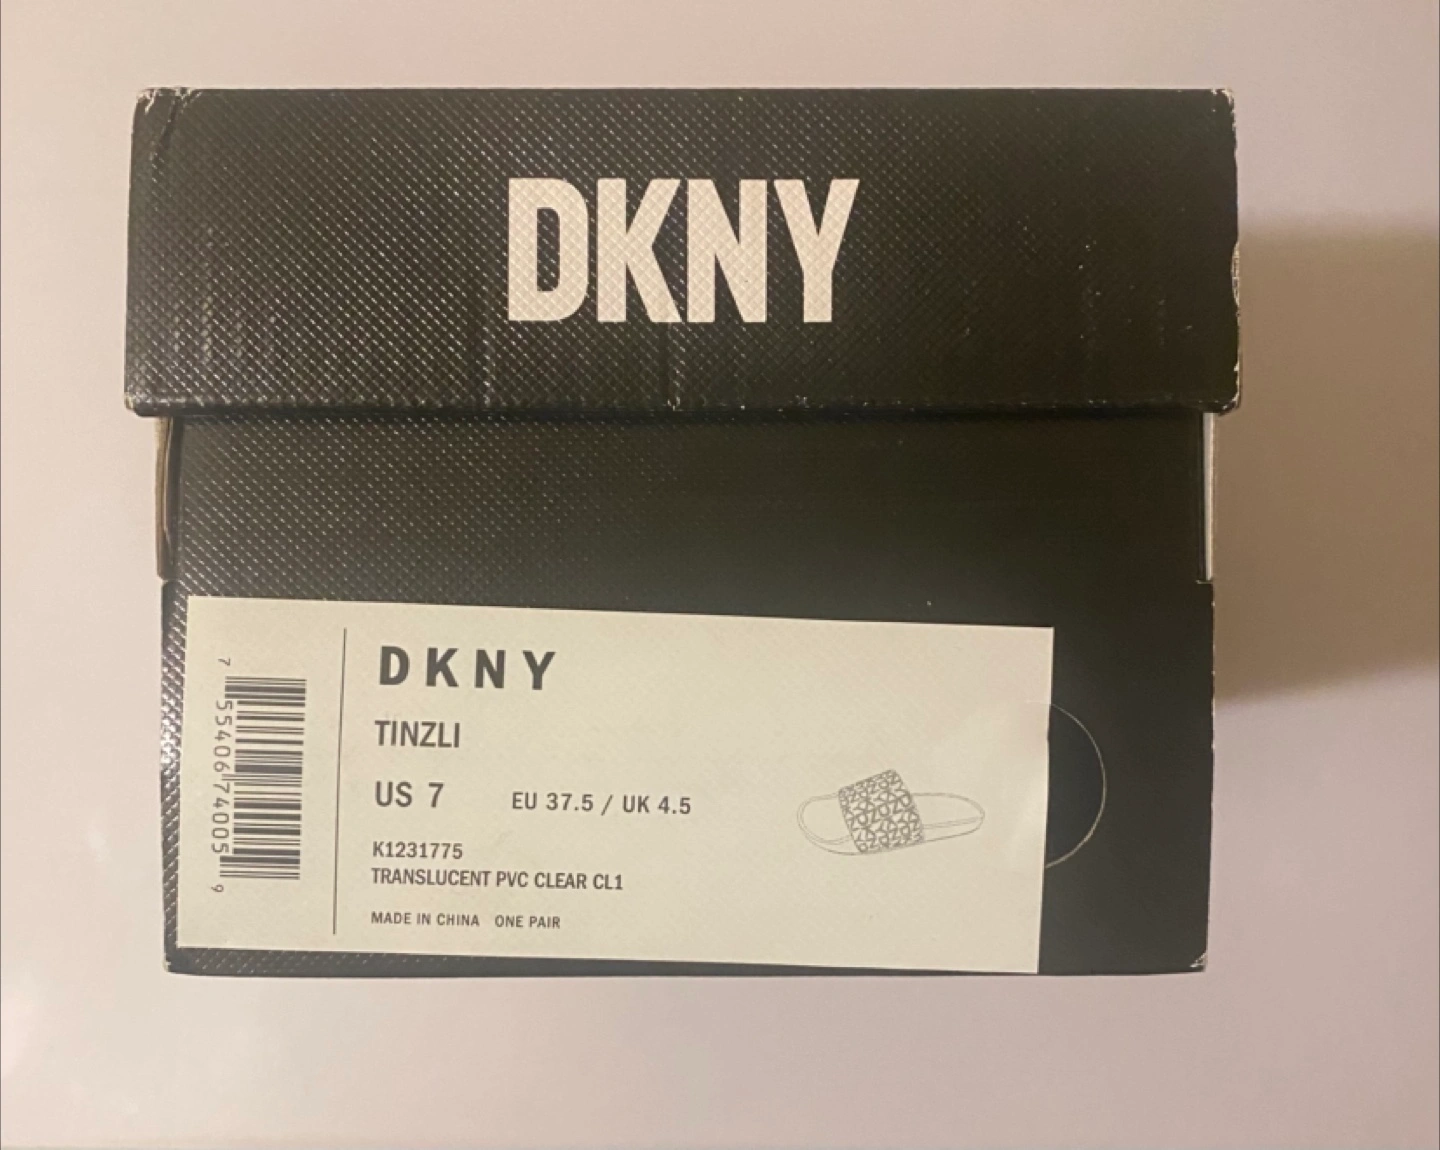 DKNY
DKNY
TINZLI
US 7 EU 37.5 / UK 4.5
K1231775
TRANSLUCENT PVC CLEAR CL1
MADE IN CHINA ONE PAIR
7 55406 74005 9